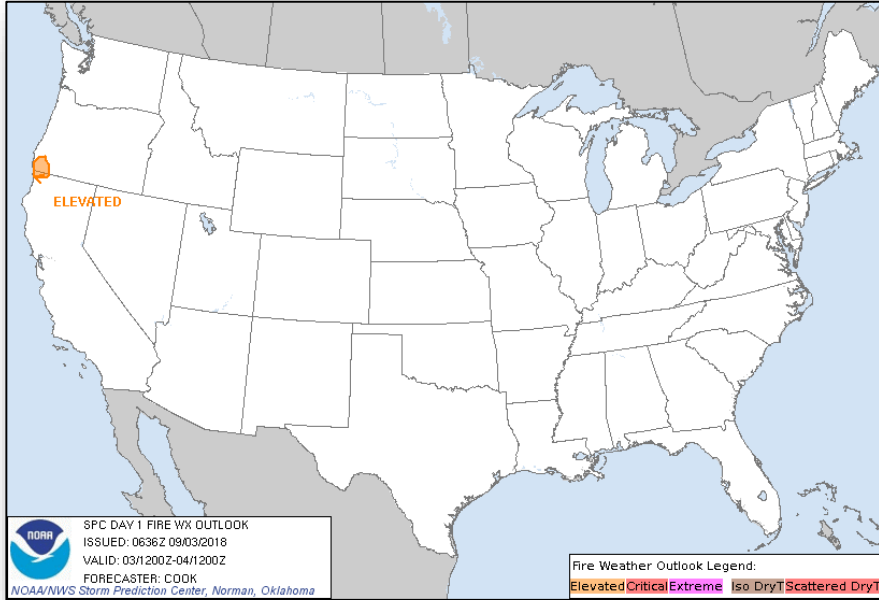 ELEVATED
SPC DAY 1 FIRE WX OUTLOOK
ISSUED: 0636Z 09/03/2018
VALID: 03/1200Z-04/1200Z
FORECASTER: COOK
NOAA/NWS Storm Prediction Center, Norman, Oklahoma
NOAA
Fire Weather Outlook Legend:
Elevated Critical Extreme Iso DryT Scattered DryT